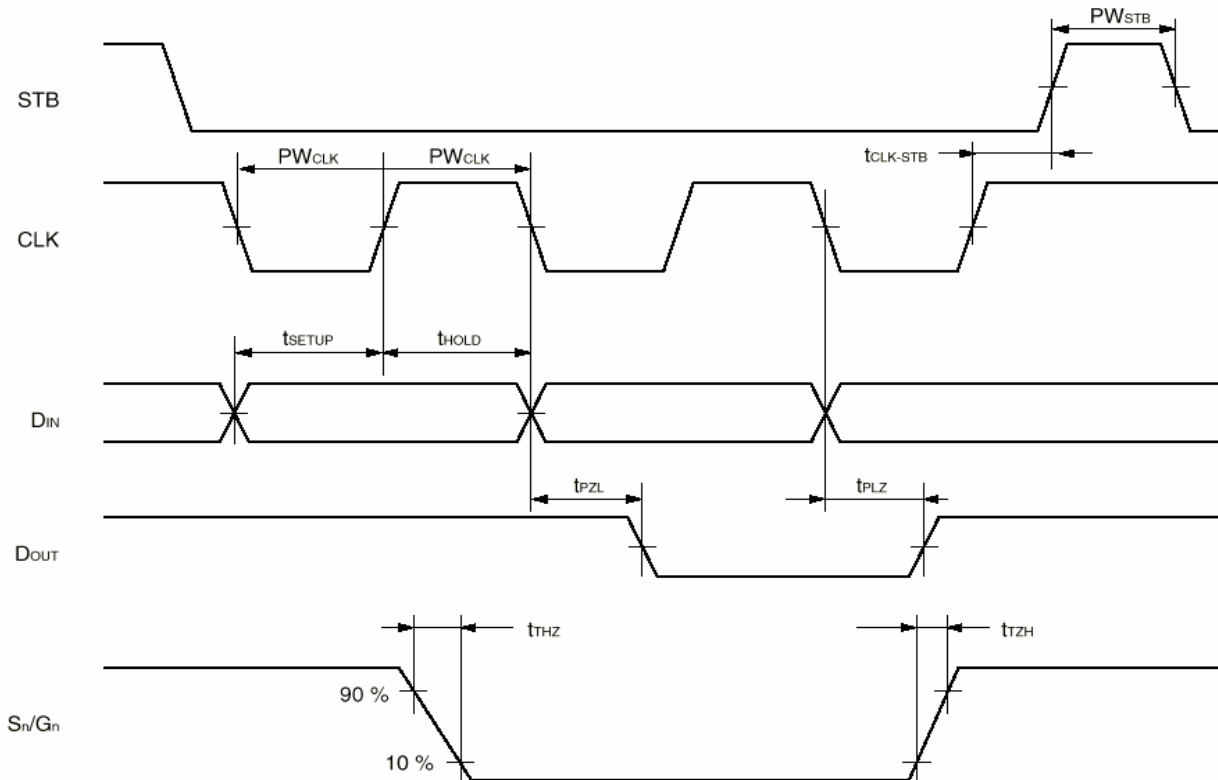 PWSTB
STB
PWCLK PWCLK tCLK-STB
CLK
tSETUP tHOLD
DIN
tPZL tPLZ
DOUT
tTHZ tTZH
90 %
Sn/Gn
10 %